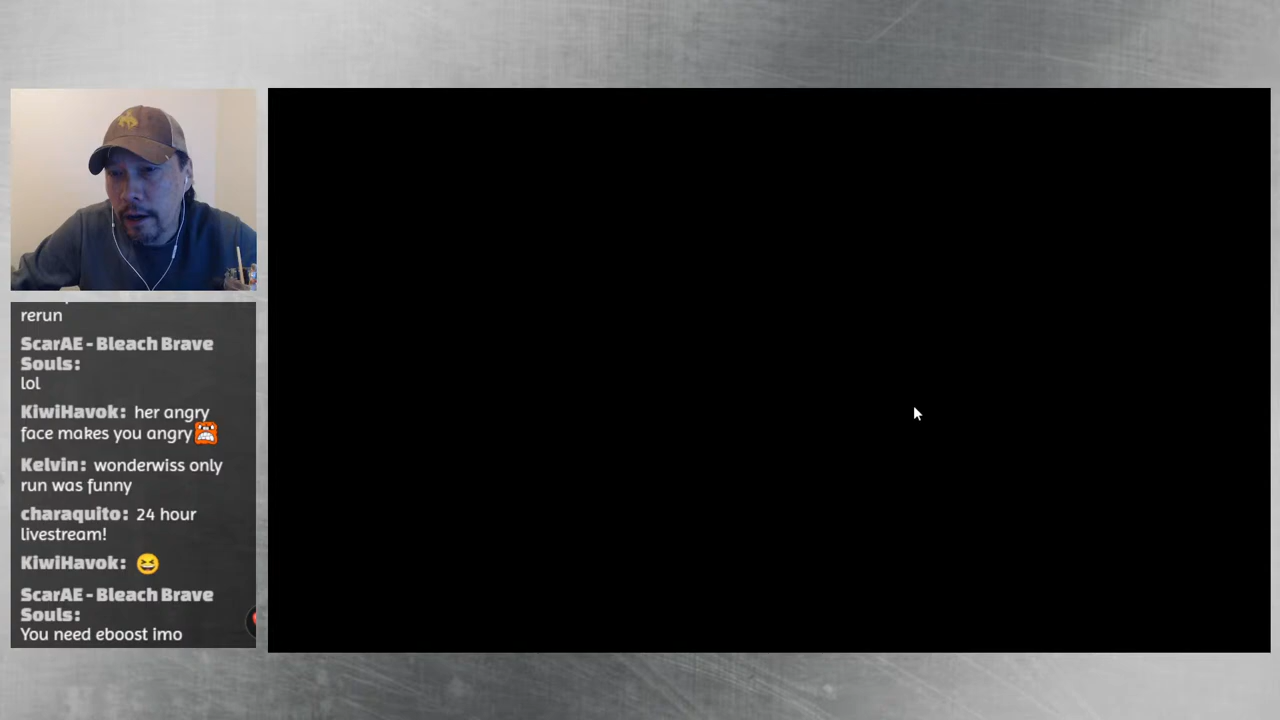 rerun
ScarAE - Bleach Brave
Souls:
lol
KiwiHavok: her angry
face makes you angry
Kelvin: wonderwiss only
run was funny
charaquito: 24 hour
livestream!
KiwiHavok: 😆
ScarAE - Bleach Brave
Souls:
You need eboost imo